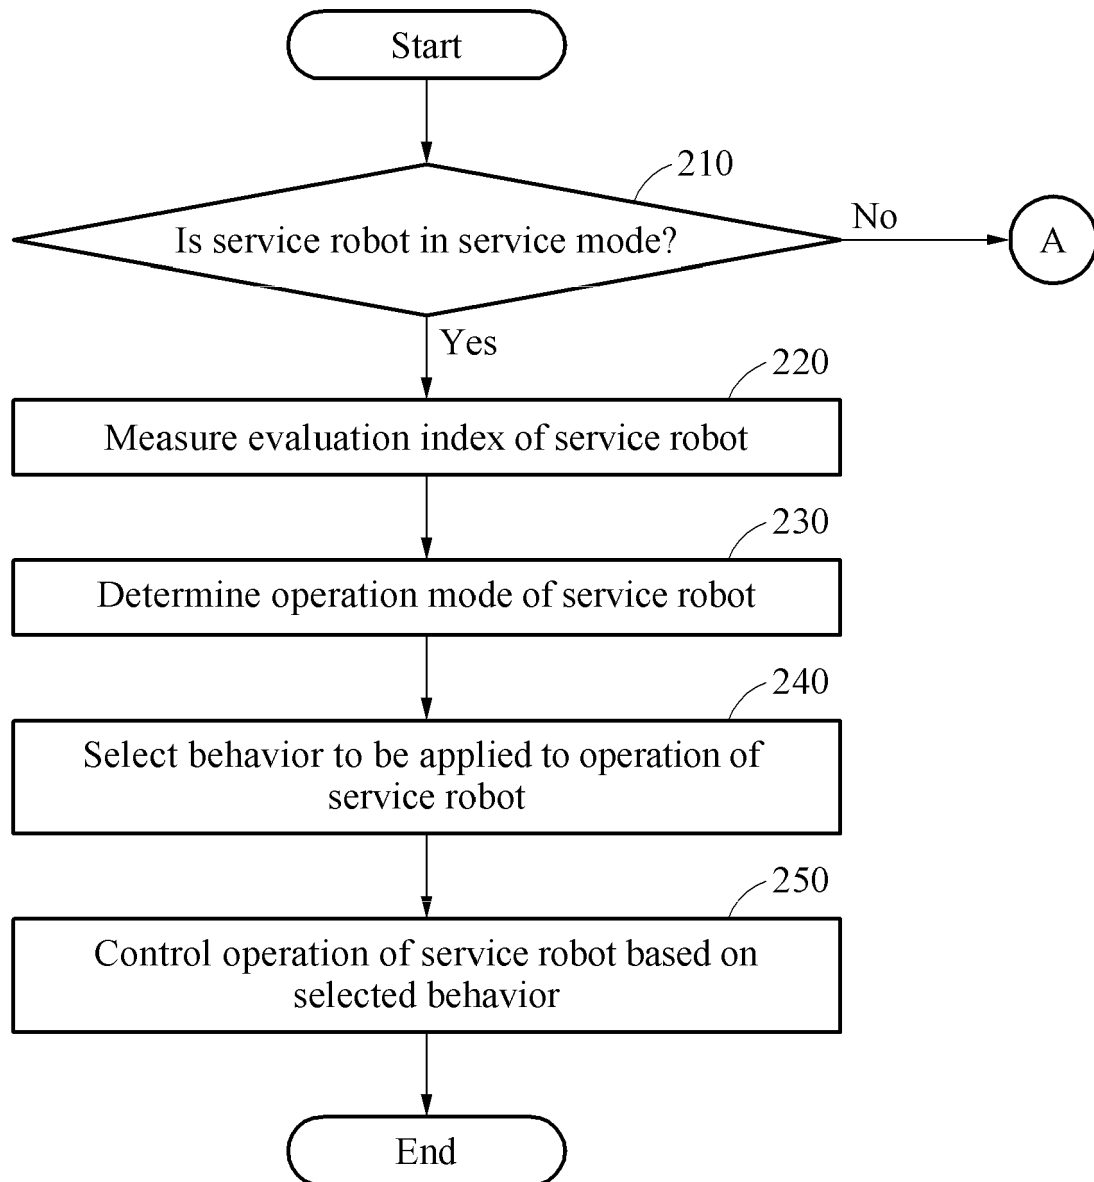 Start
210
Is service robot in service mode?
No
A
Yes
220
Measure evaluation index of service robot
230
Determine operation mode of service robot
240
Select behavior to be applied to operation of
service robot
250
Control operation of service robot based on
selected behavior
End